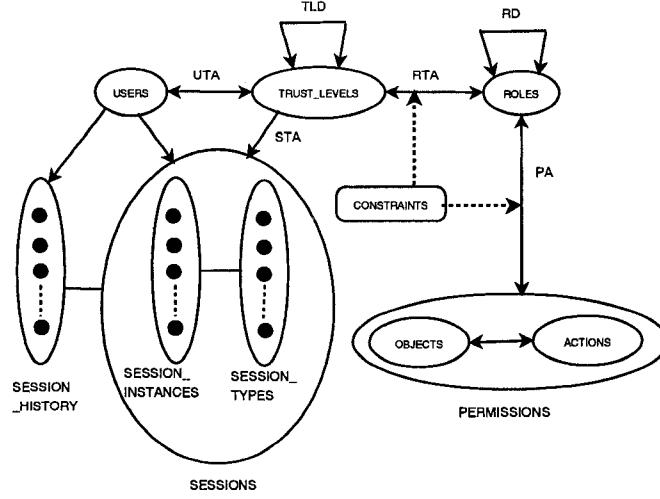 TLD
RD
UTA
RTA
USERS
TRUST_LEVELS
ROLES
STA
PA
CONSTRAINTS
OBJECTS
ACTIONS
SESSION
_HISTORY
SESSION_
INSTANCES
SESSION_
TYPES
PERMISSIONS
SESSIONS